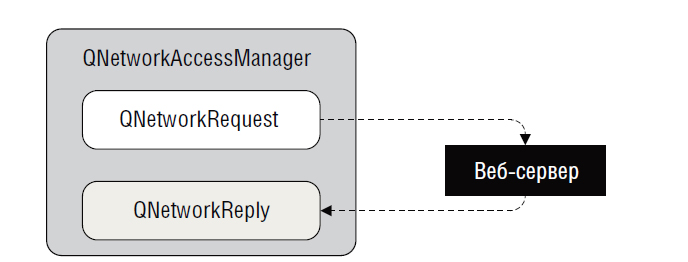 QNetworkAccessManager
QNetworkRequest
Веб-сервер
QNetworkReply